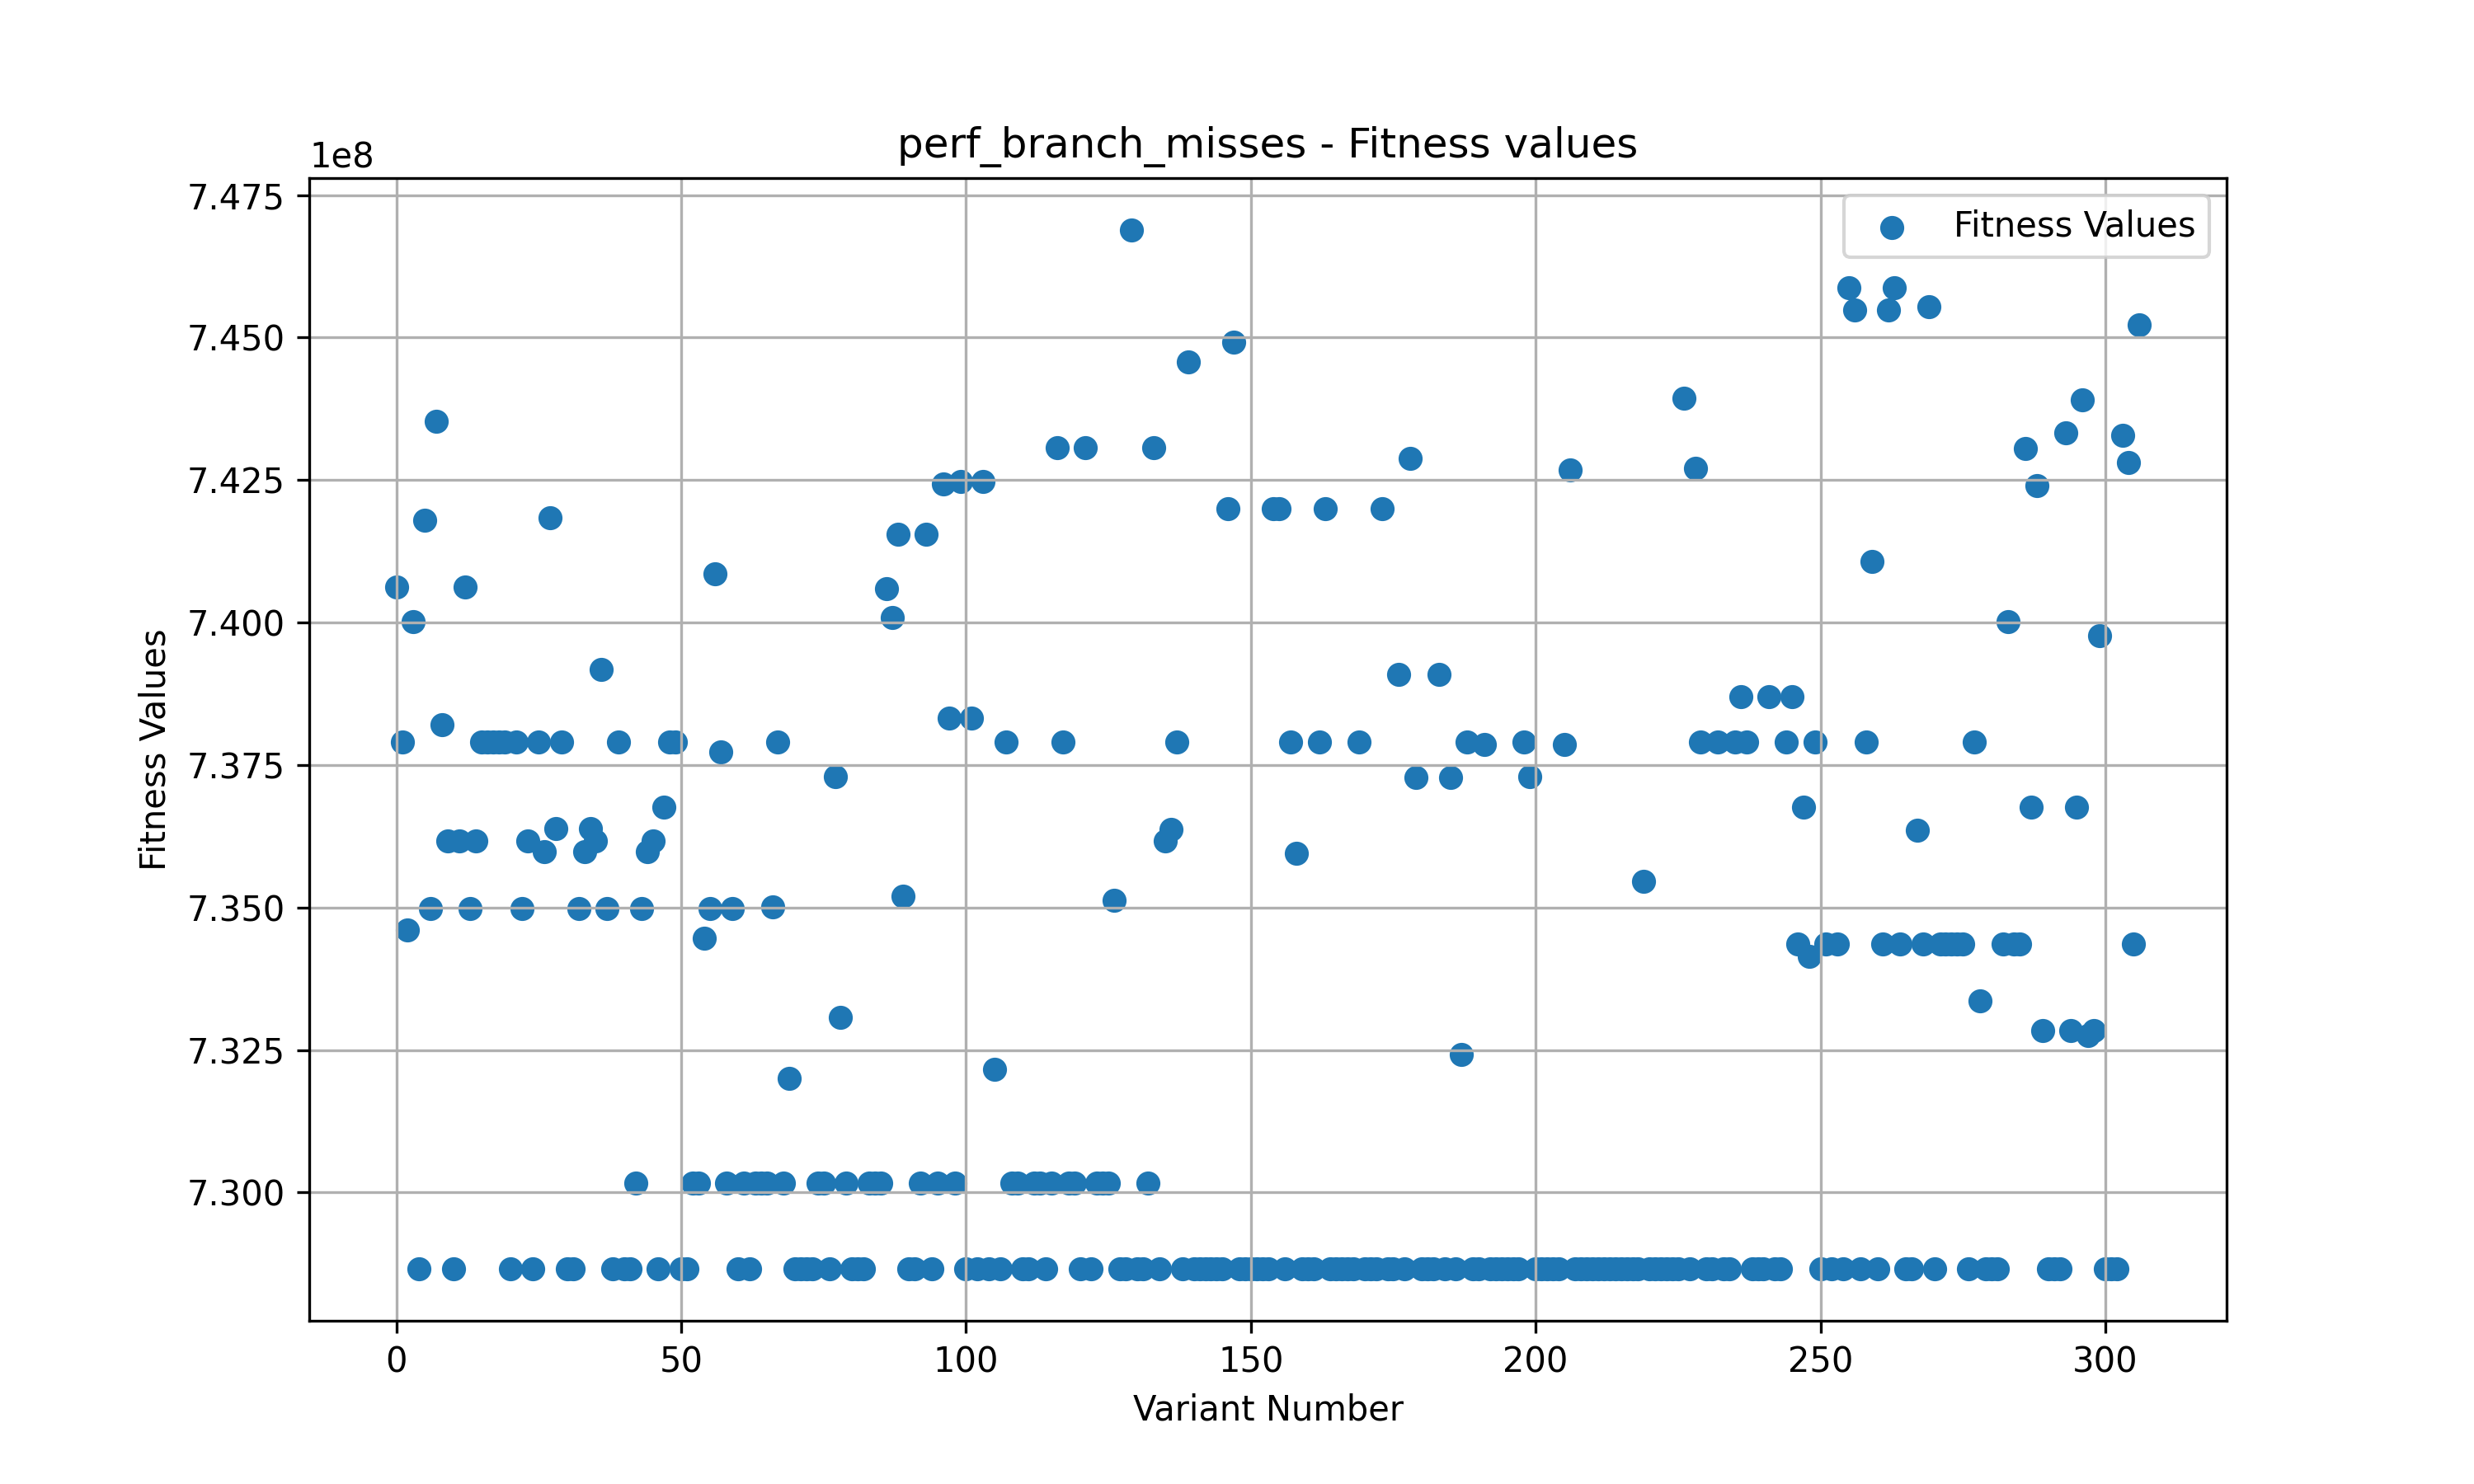 perf_branch_misses - Fitness values
1e8
7.475
7.450
7.425
7.400
7.375
7.350
7.325
7.300
Fitness Values
Fitness Values
0 50 100 150 200 250 300
Variant Number